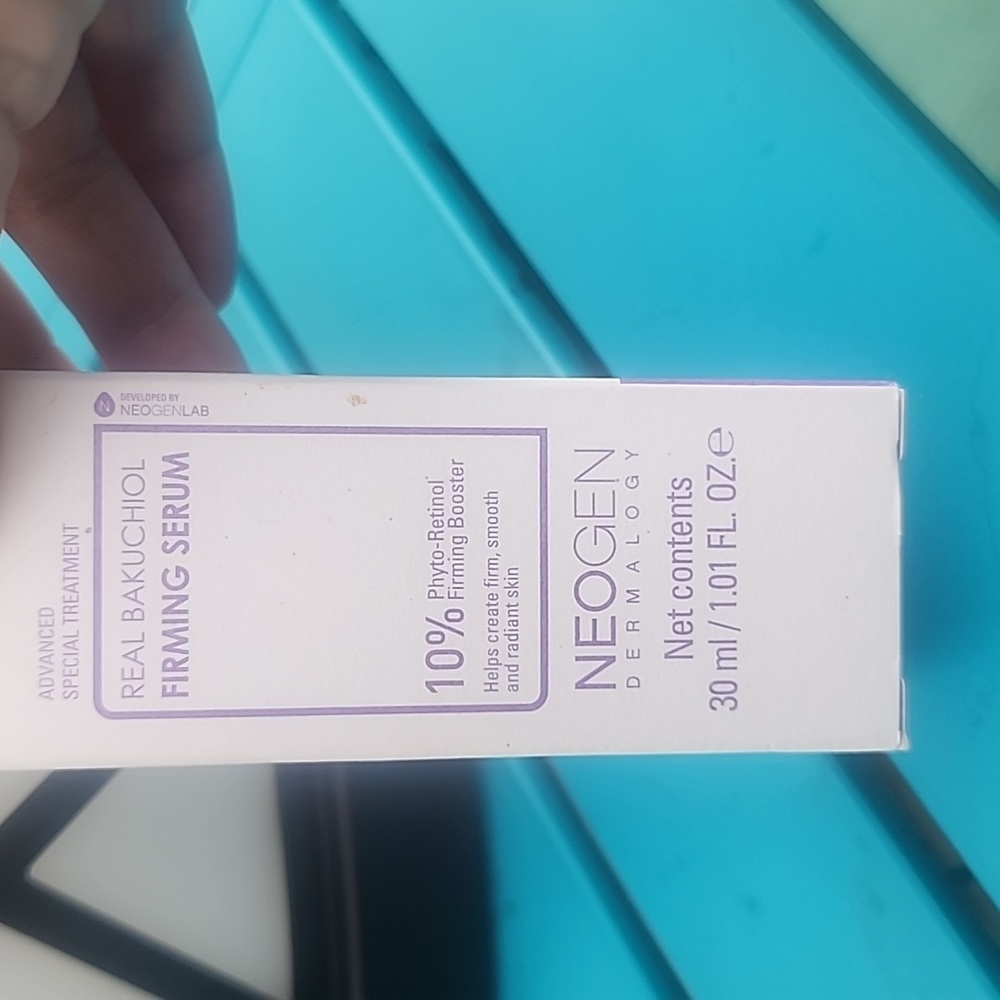 ADVANCED
SPECIAL TREATMENT
DEVELOPED BY
NEOGENLAB
REAL BAKUCHIOL
FIRMING SERUM
10% Phyto-Retinol
Firming Booster
Helps create firm, smooth
and radiant skin
NEOGEN
DERMALOGY
Net contents
30 ml / 1.01 FL. OZ.℮